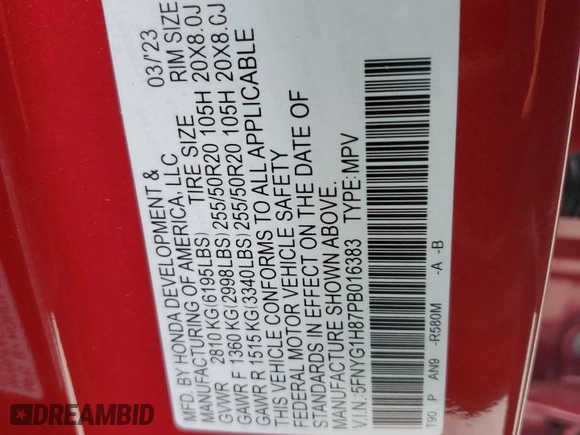 MFD. BY HONDA DEVELOPMENT & 03/'23
MANUFACTURING OF AMERICA, LLC
TIRE SIZE RIM SIZE
GVWR 2810 KG(6195LBS)
GAWR F 1360 KG(2998LBS) 255/50R20 105H 20X8.0J
GAWR R 1515 KG(3340LBS) 255/50R20 105H 20X8.0J
THIS VEHICLE CONFORMS TO ALL APPLICABLE
FEDERAL MOTOR VEHICLE SAFETY
STANDARDS IN EFFECT ON THE DATE OF
MANUFACTURE SHOWN ABOVE.
V.I.N.:5FNYG1H87PB016383 TYPE:MPV
T90 P AN9 -R580M -A -B
DREAMBID